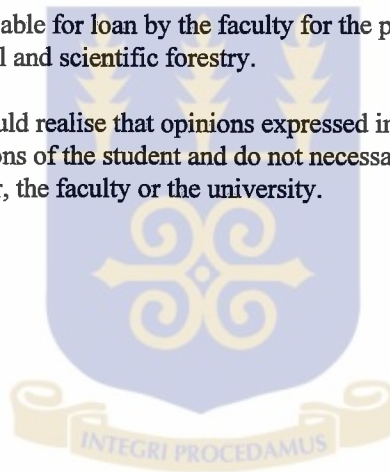 able for loan by the faculty for the p
l and scientific forestry.
uld realise that opinions expressed in
ons of the student and do not necessa
r, the faculty or the university.
INTEGRI PROCEDAMUS